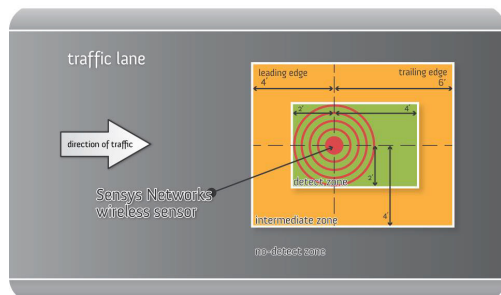 traffic lane
leading edge
trailing edge
4'
6'
2'
4'
direction of traffic
2'
detect zone
Sensys Networks
wireless sensor
4'
intermediate zone
no-detect zone